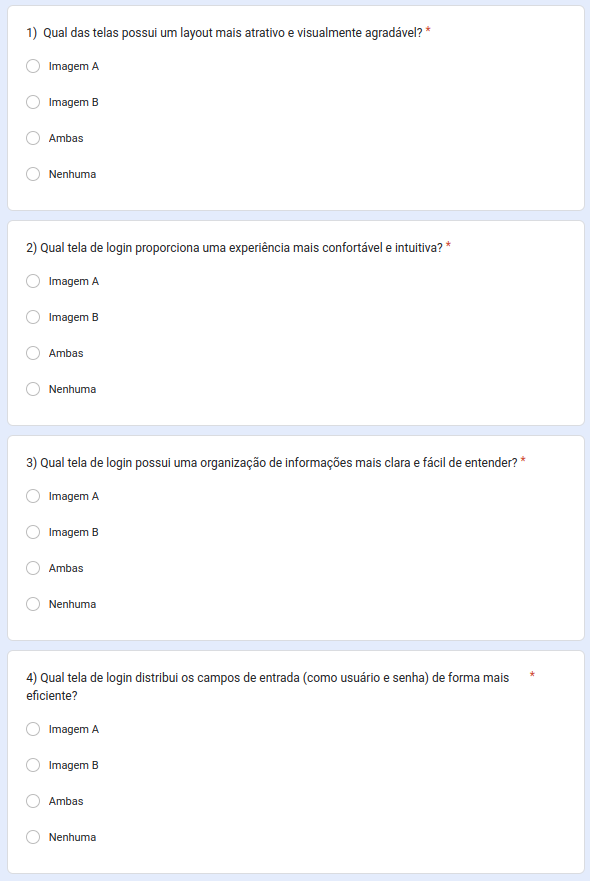 1) Qual das telas possui um layout mais atrativo e visualmente agradável? *
Imagem A
Imagem B
Ambas
Nenhuma
2) Qual tela de login proporciona uma experiência mais confortável e intuitiva? *
Imagem A
Imagem B
Ambas
Nenhuma
3) Qual tela de login possui uma organização de informações mais clara e fácil de entender? *
Imagem A
Imagem B
Ambas
Nenhuma
4) Qual tela de login distribui os campos de entrada (como usuário e senha) de forma mais *
eficiente?
Imagem A
Imagem B
Ambas
Nenhuma